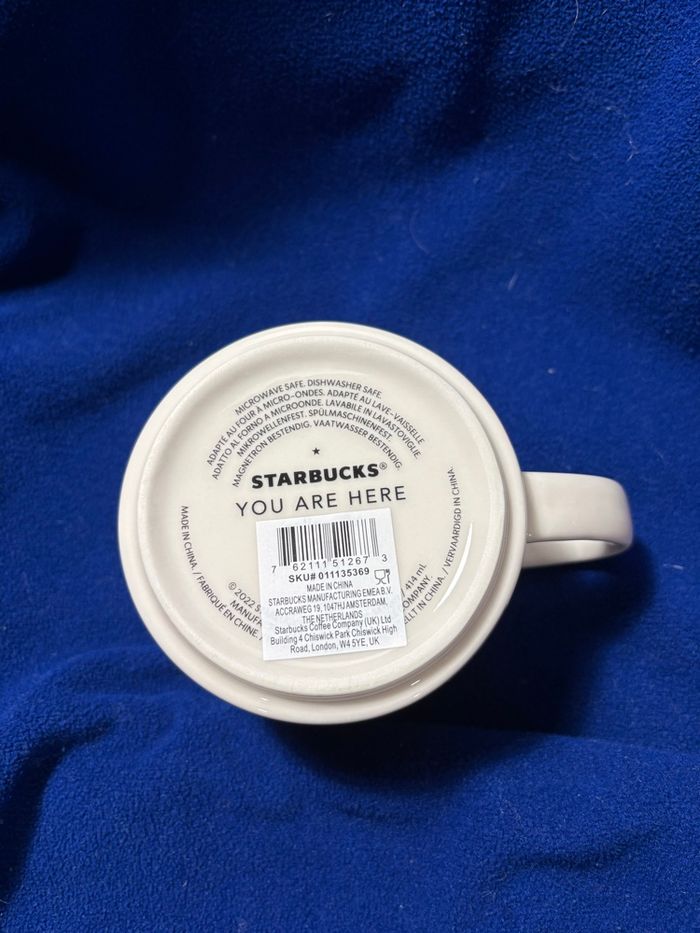 MICROWAVE SAFE. DISHWASHER SAFE.
ADAPTÉ AU FOUR À MICRO-ONDES. ADAPTÉ AU LAVE-VAISSELLE.
ADATTO AL FORNO A MICROONDE. LAVABILE IN LAVASTOVIGLIE.
MIKROWELLENFEST. SPÜLMASCHINENFEST.
MAGNETRON BESTENDIG. VAATWASSER BESTENDIG.
STARBUCKS®
YOU ARE HERE
7 62111 51267 3
SKU# 011135369
MADE IN CHINA
STARBUCKS MANUFACTURING EMEA B.V.
ACCRAWEG 19, 1047HJ AMSTERDAM,
THE NETHERLANDS
Starbucks Coffee Company (UK) Ltd
Building 4 Chiswick Park Chiswick High
Road, London, W4 5YE, UK
© 2022
414 mL
MADE IN CHINA. / FABRIQUÉ EN CHINE.
IN CHINA. / VERVAARDIGD IN CHINA.
COMPANY.